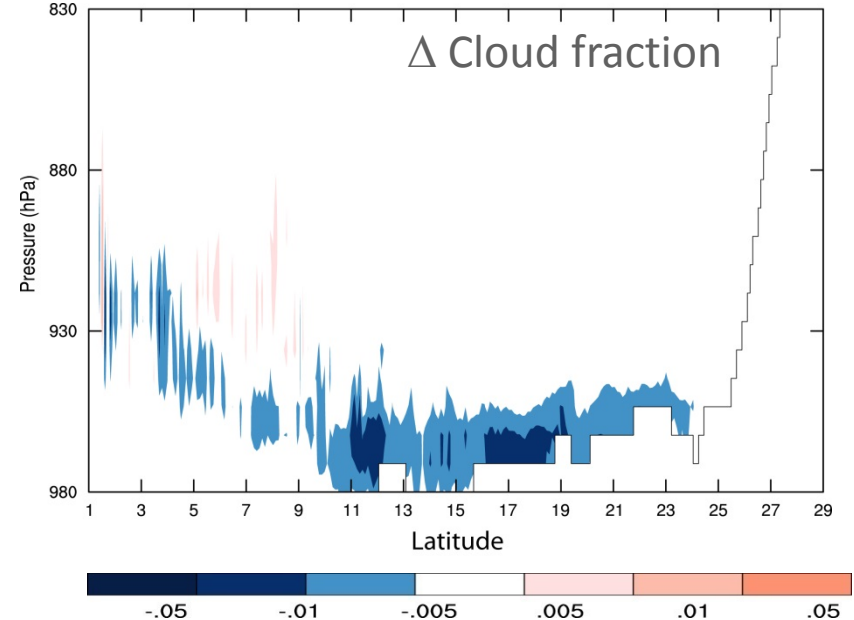 Δ Cloud fraction
830
880
930
980
Pressure (hPa)
1 3 5 7 9 11 13 15 17 19 21 23 25 27 29
Latitude
-.05 -.01 -.005 .005 .01 .05